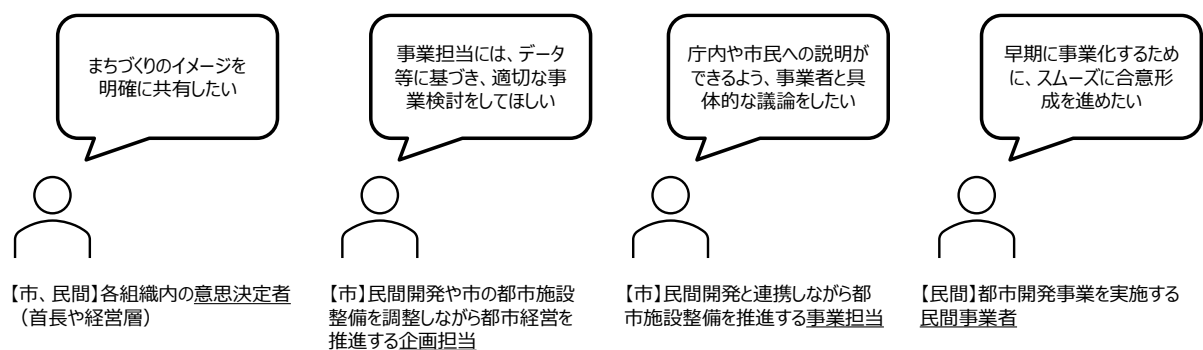 まちづくりのイメージを
明確に共有したい
事業担当には、データ
等に基づき、適切な事
業検討をしてほしい
庁内や市民への説明が
できるよう、事業者と具
体的な議論をしたい
早期に事業化するため
に、スムーズに合意形
成を進めたい
【市、民間】各組織内の意思決定者
（首長や経営層）
【市】民間開発や市の都市施設
整備を調整しながら都市経営を
推進する企画担当
【市】民間開発と連携しながら都
市施設整備を推進する事業担当
【民間】都市開発事業を実施する
民間事業者